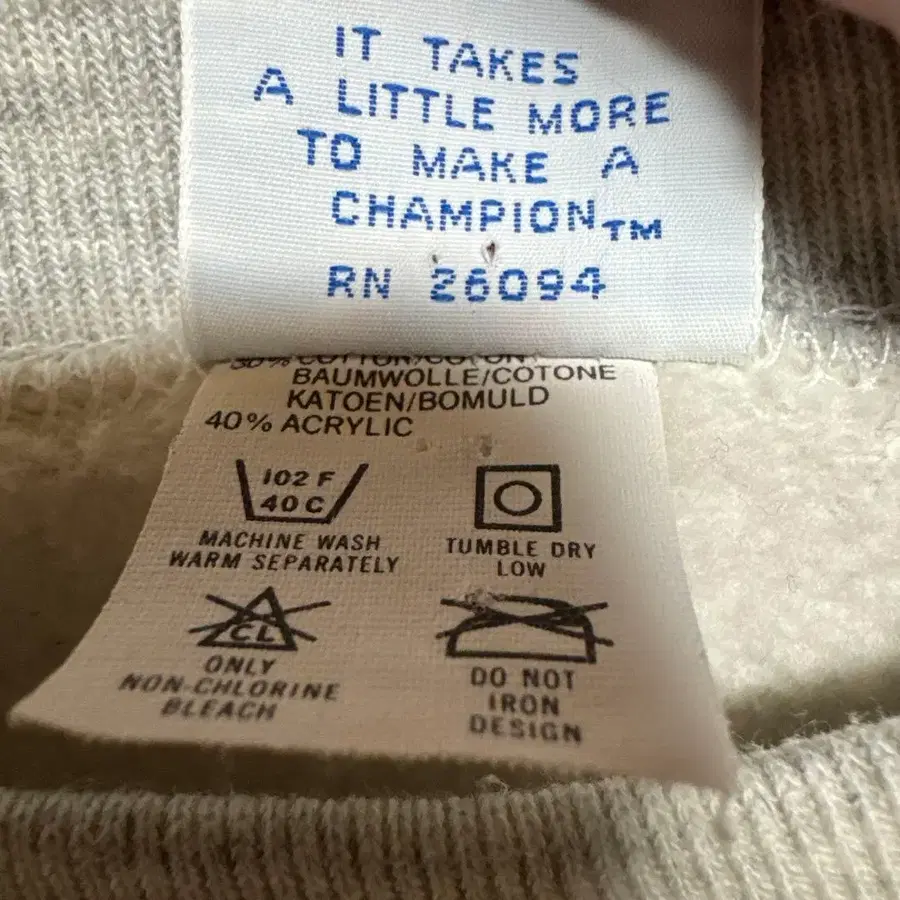 IT TAKES
A LITTLE MORE
TO MAKE A
CHAMPION™
RN 26094
BAUMWOLLE/COTONE
KATOEN/BOMULD
40% ACRYLIC
102 F
40 C
MACHINE WASH
WARM SEPARATELY
TUMBLE DRY
LOW
CL
ONLY
NON-CHLORINE
BLEACH
DO NOT
IRON
DESIGN